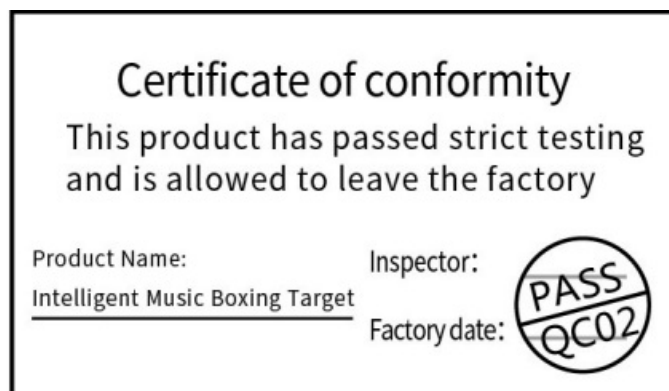 Certificate of conformity
This product has passed strict testing
and is allowed to leave the factory
Product Name:
Intelligent Music Boxing Target
Inspector:
Factory date:
PASS
QC02